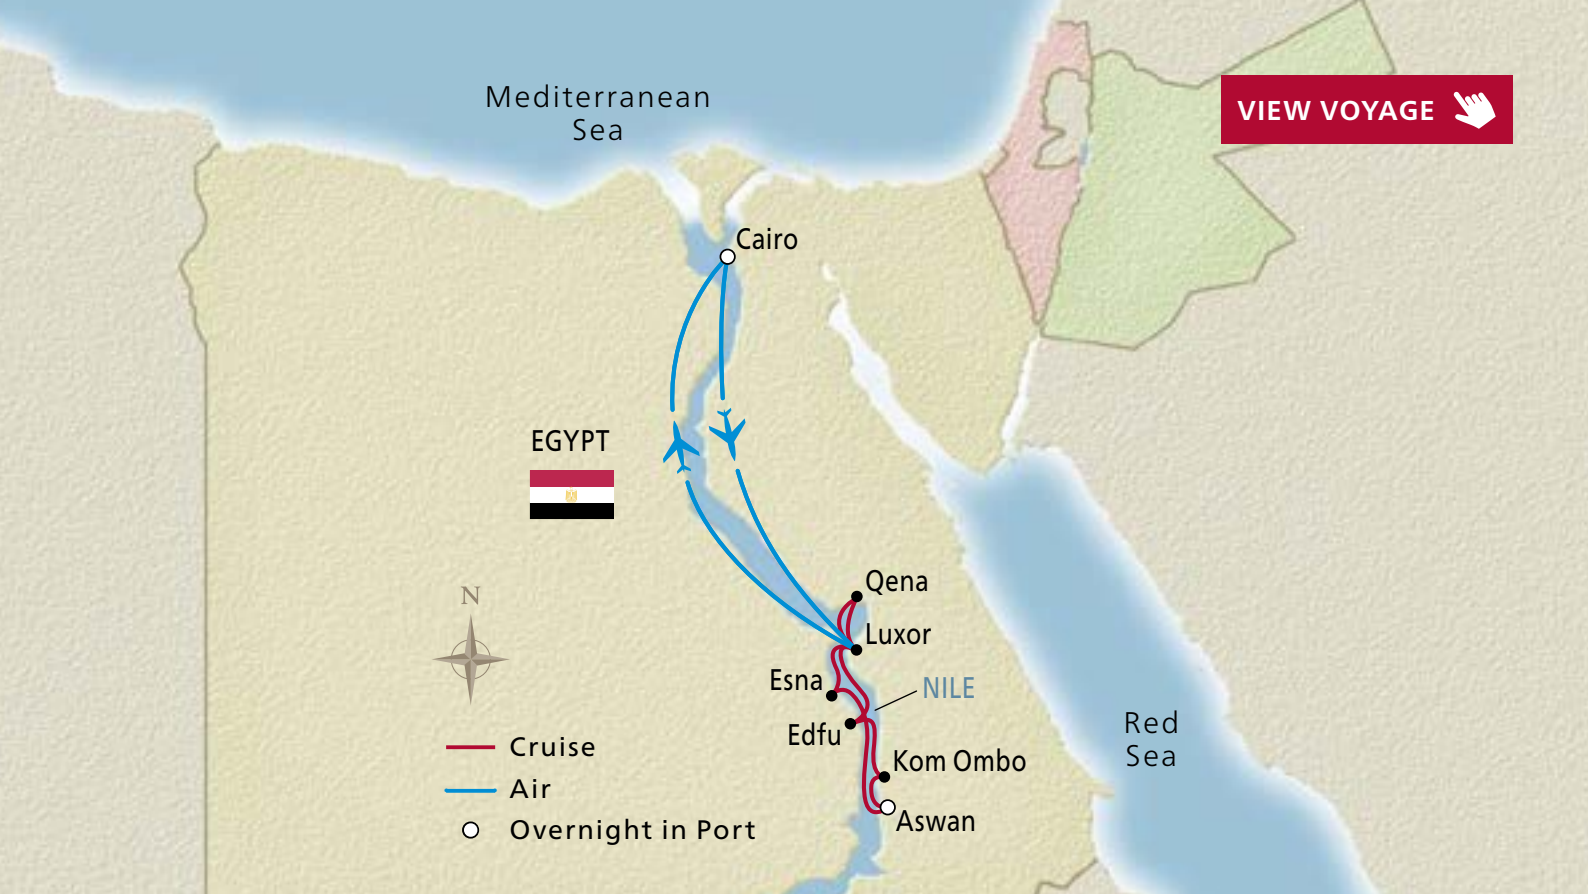 Mediterranean
Sea
VIEW VOYAGE
Cairo
EGYPT
Qena
N
Luxor
Esna
NILE
Edfu
Red
Sea
Cruise
Kom Ombo
Air
Aswan
Overnight in Port